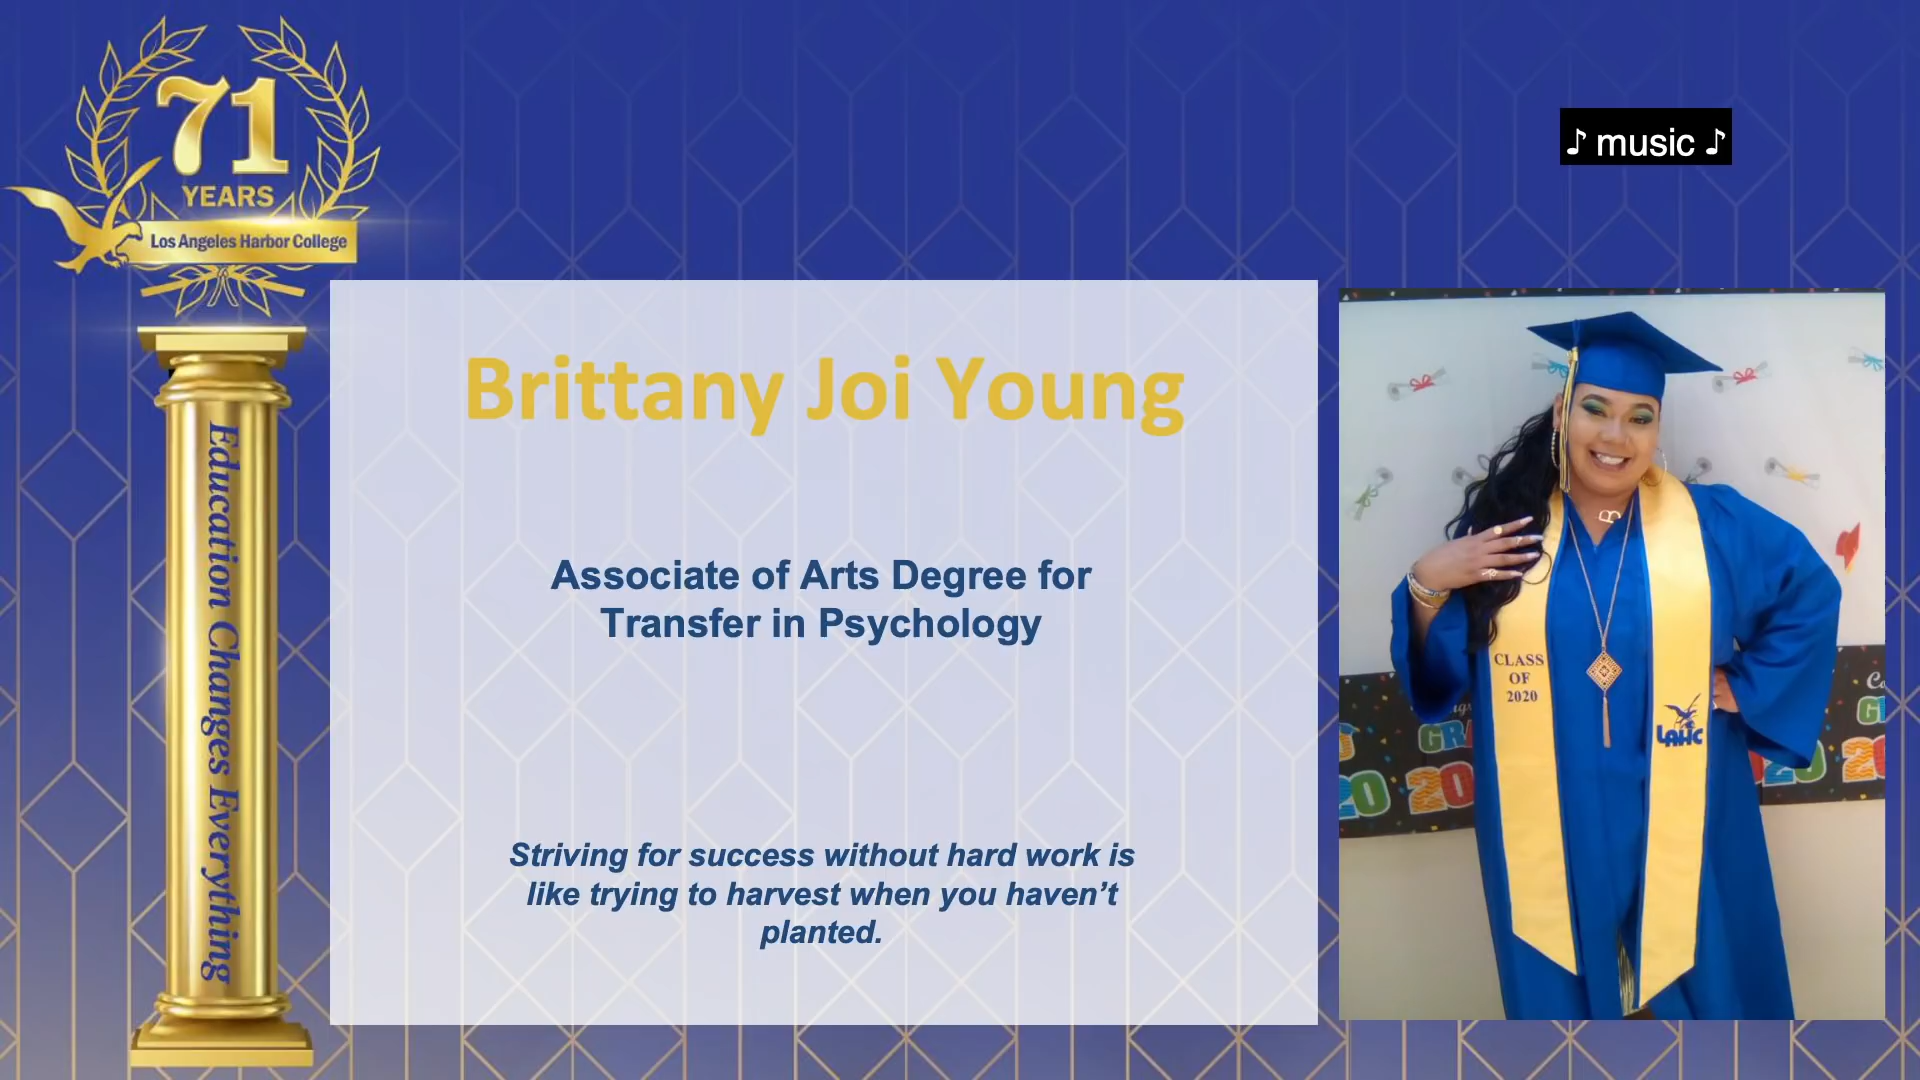 71
YEARS
Los Angeles Harbor College
Education Changes Everything
♪ music ♪
Brittany Joi Young
Associate of Arts Degree for
Transfer in Psychology
Striving for success without hard work is
like trying to harvest when you haven’t
planted.
CLASS
OF
2020
LAHC